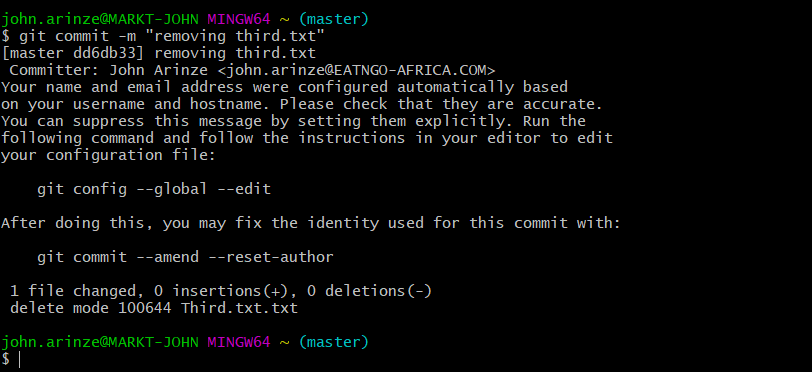 john.arinze@MARKT-JOHN MINGW64 ~ (master)
$ git commit -m "removing third.txt"
[master dd6db33] removing third.txt
 Committer: John Arinze <john.arinze@EATNGO-AFRICA.COM>
Your name and email address were configured automatically based
on your username and hostname. Please check that they are accurate.
You can suppress this message by setting them explicitly. Run the
following command and follow the instructions in your editor to edit
your configuration file:

    git config --global --edit

After doing this, you may fix the identity used for this commit with:

    git commit --amend --reset-author

 1 file changed, 0 insertions(+), 0 deletions(-)
 delete mode 100644 Third.txt.txt

john.arinze@MARKT-JOHN MINGW64 ~ (master)
$